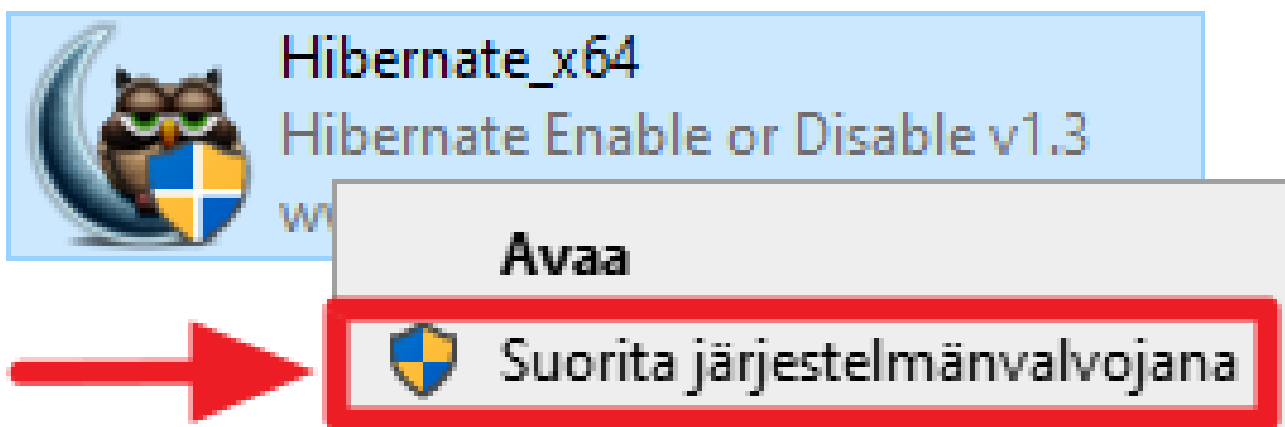 Hibernate_x64
Hibernate Enable or Disable v1.3
Avaa
Suorita järjestelmänvalvojana